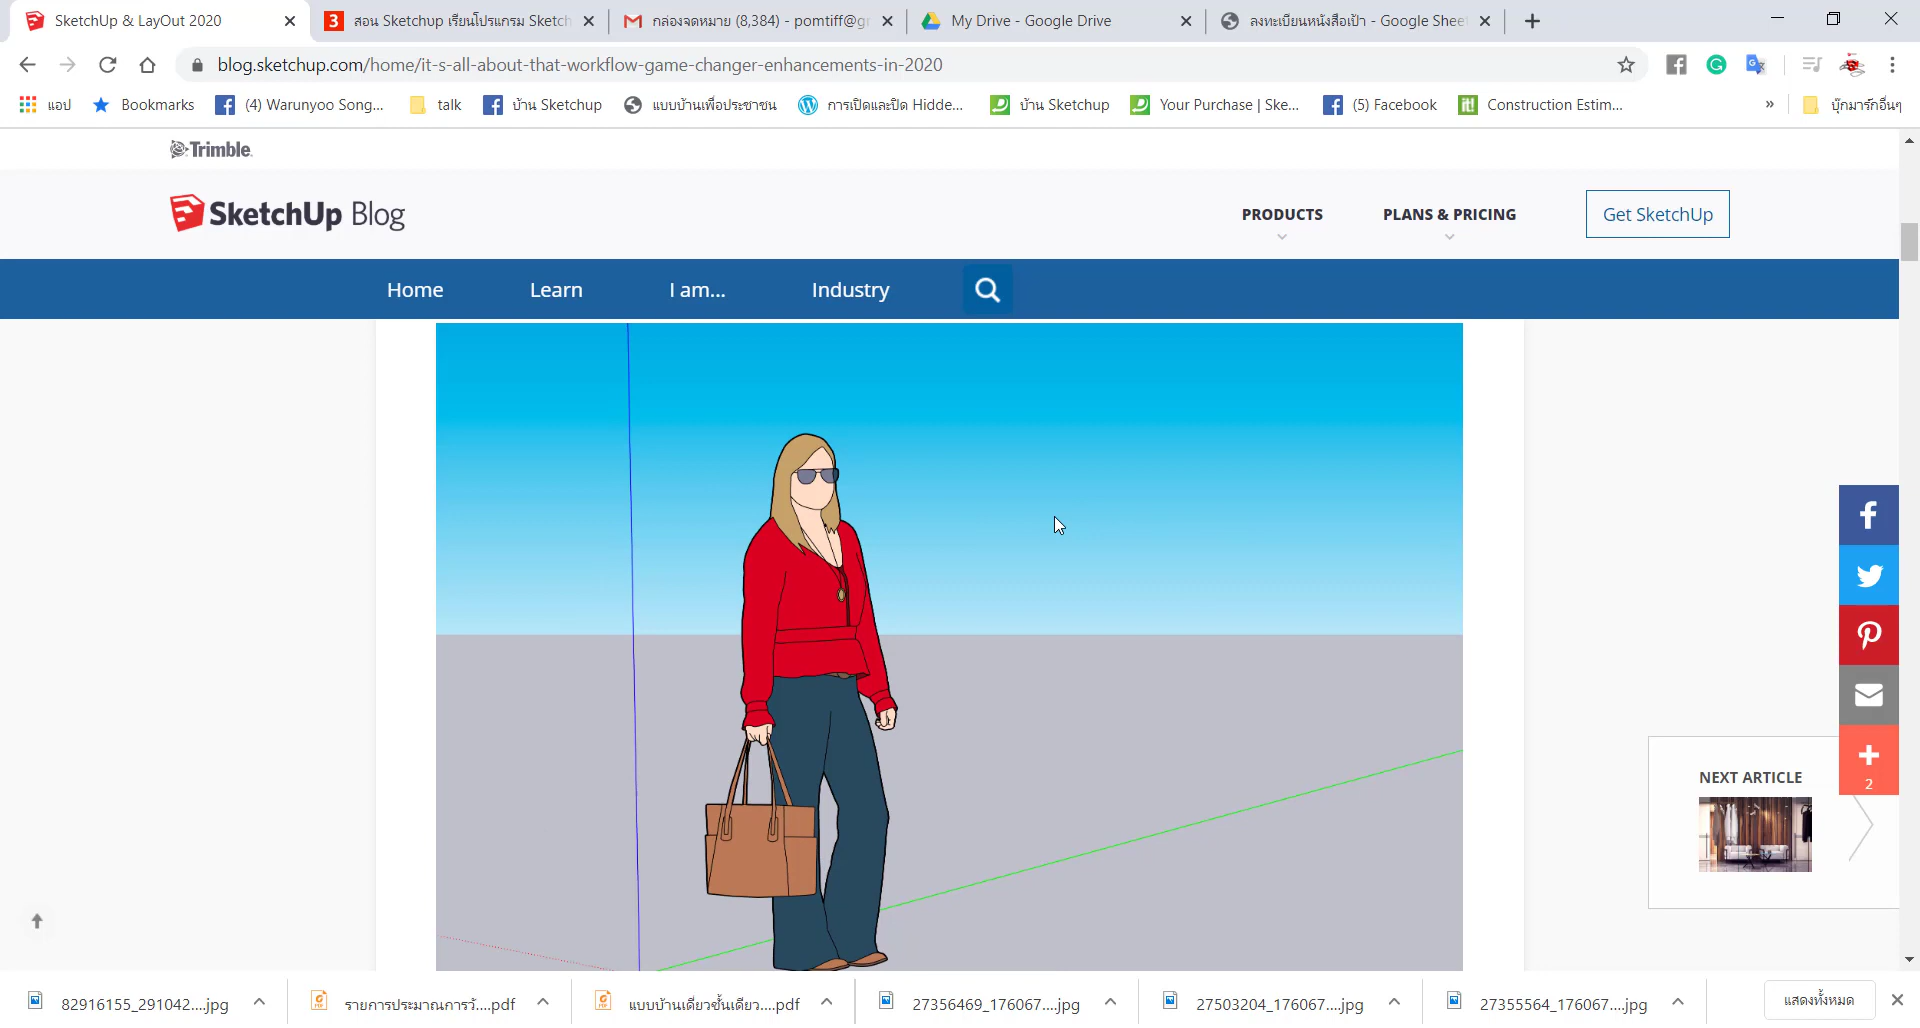 SketchUp & LayOut 2020
สอน Sketchup เรียนโปรแกรม Sketch
กล่องจดหมาย (8,384) - pomtiff@g
My Drive - Google Drive
ลงทะเบียนหนังสือเป้า - Google Shee
blog.sketchup.com/home/it-s-all-about-that-workflow-game-changer-enhancements-in-2020
แอป
Bookmarks
(4) Warunyoo Song...
talk
บ้าน Sketchup
แบบบ้านเพื่อประชาชน
การเปิดและปิด Hidde...
บ้าน Sketchup
Your Purchase | Ske...
(5) Facebook
Construction Estim...
»
บุ๊กมาร์กอื่นๆ
Trimble.
SketchUp Blog
PRODUCTS
PLANS & PRICING
Get SketchUp
Home
Learn
I am...
Industry
2
NEXT ARTICLE
82916155_291042....jpg
รายการประมาณการวั....pdf
แบบบ้านเดี่ยวชั้นเดียว....pdf
27356469_176067....jpg
27503204_176067....jpg
27355564_176067....jpg
แสดงทั้งหมด